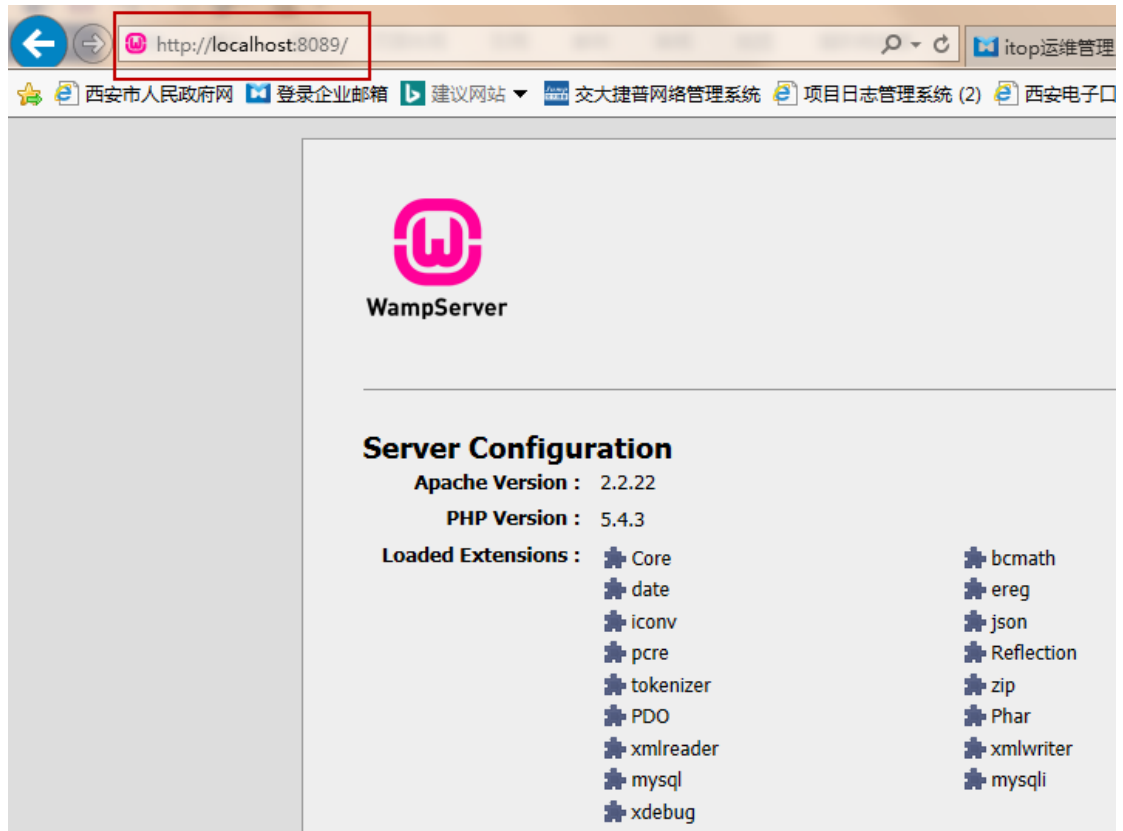 http://localhost:8089/
itop运维管理
西安市人民政府网 登录企业邮箱 建议网站 交大捷普网络管理系统 项目日志管理系统 (2) 西安电子口
WampServer
Server Configuration
Apache Version : 2.2.22
PHP Version : 5.4.3
Loaded Extensions : Core bcmath
date ereg
iconv json
pcre Reflection
tokenizer zip
PDO Phar
xmlreader xmlwriter
mysql mysqli
xdebug